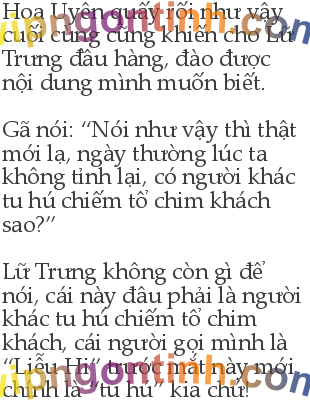 Hoa Uyên quấy rối như vậy
cuối cùng cũng khiến cho Lữ
Trưng đầu hàng, đào được
nội dung mình muốn biết.
Gã nói: “Nói như vậy thì thật
mới lạ, ngày thường lúc ta
không tỉnh lại, có người khác
tu hú chiếm tổ chim khách
sao?”
Lữ Trưng không còn gì để
nói, cái này đâu phải là người
khác tu hú chiếm tổ chim
khách, cái người gọi mình là
“Liễu Hi” trước mắt này mới
chính là “tu hú” kia chứ!
vipngontinh.com
vipngontinh.com